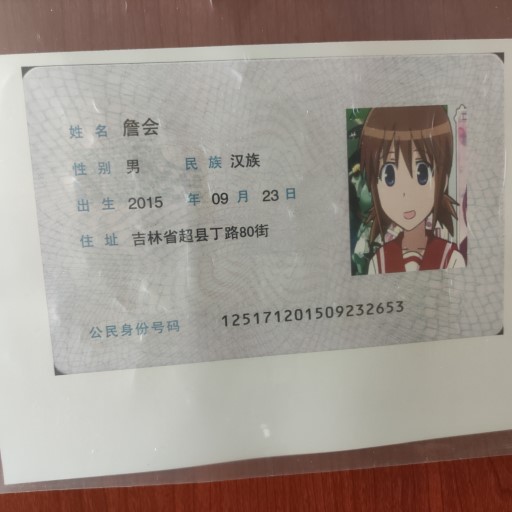 姓名 詹会
性别 男 民族 汉族
出生 2015 年 09 月 23 日
住址 吉林省超县丁路80街
公民身份号码 125171201509232653